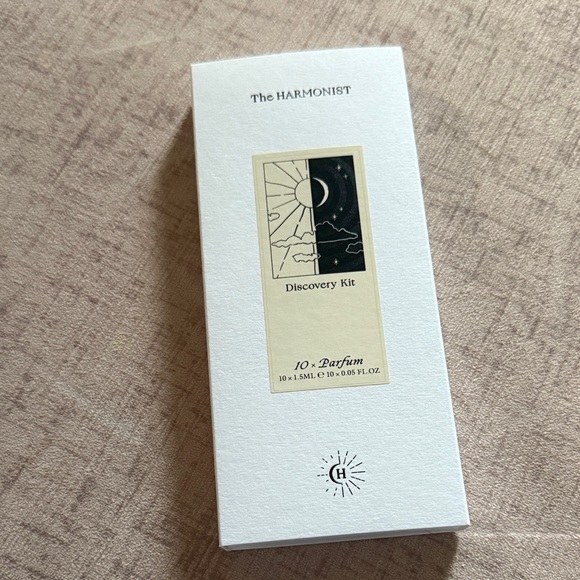 The HARMONIST
Discovery Kit
10 × Parfum
10 × 1.5ML ℮ 10 × 0.05 FL.OZ
H